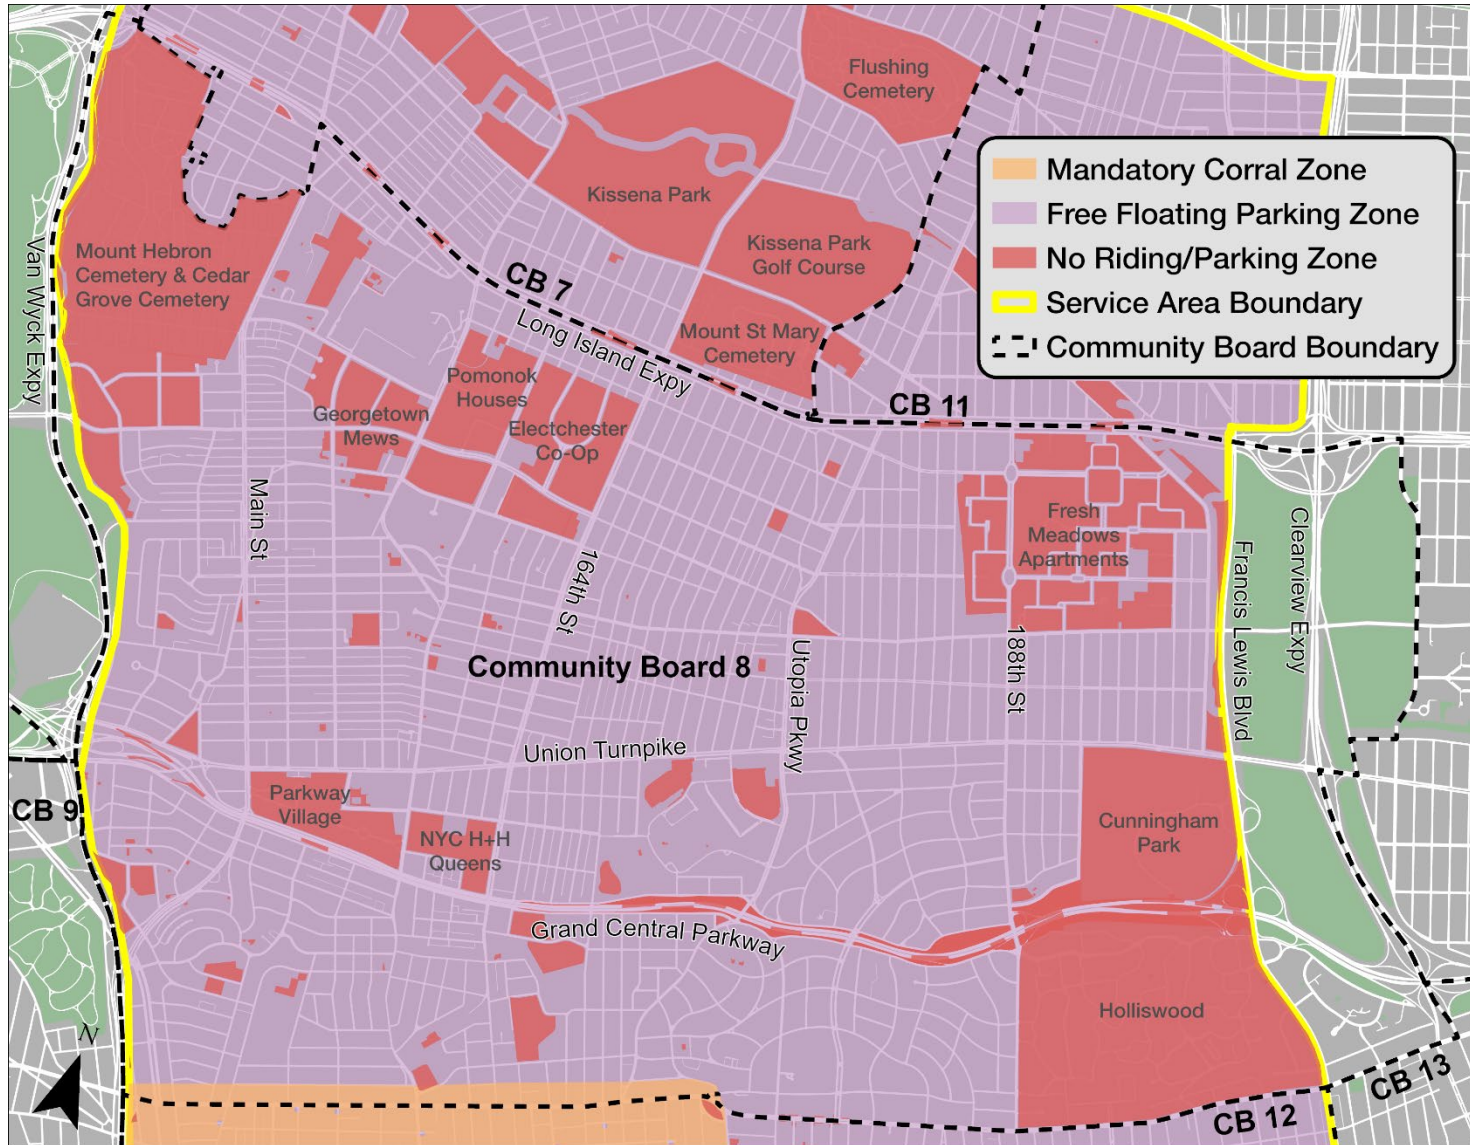 Flushing
Cemetery
Mandatory Corral Zone
Free Floating Parking Zone
No Riding/Parking Zone
Service Area Boundary
Community Board Boundary
Kissena Park
Kissena Park
Golf Course
Mount Hebron
Cemetery & Cedar
Grove Cemetery
Van Wyck Expy
CB 7
Long Island Expy
Mount St Mary
Cemetery
Pomonok
Houses
Georgetown
Mews
Electchester
Co-Op
CB 11
Main St
164th St
Fresh
Meadows
Apartments
Clearview Expy
Francis Lewis Blvd
Community Board 8
Utopia Pkwy
188th St
Union Turnpike
CB 9
Parkway
Village
NYC H+H
Queens
Cunningham
Park
Grand Central Parkway
Holliswood
N
CB 12
CB 13